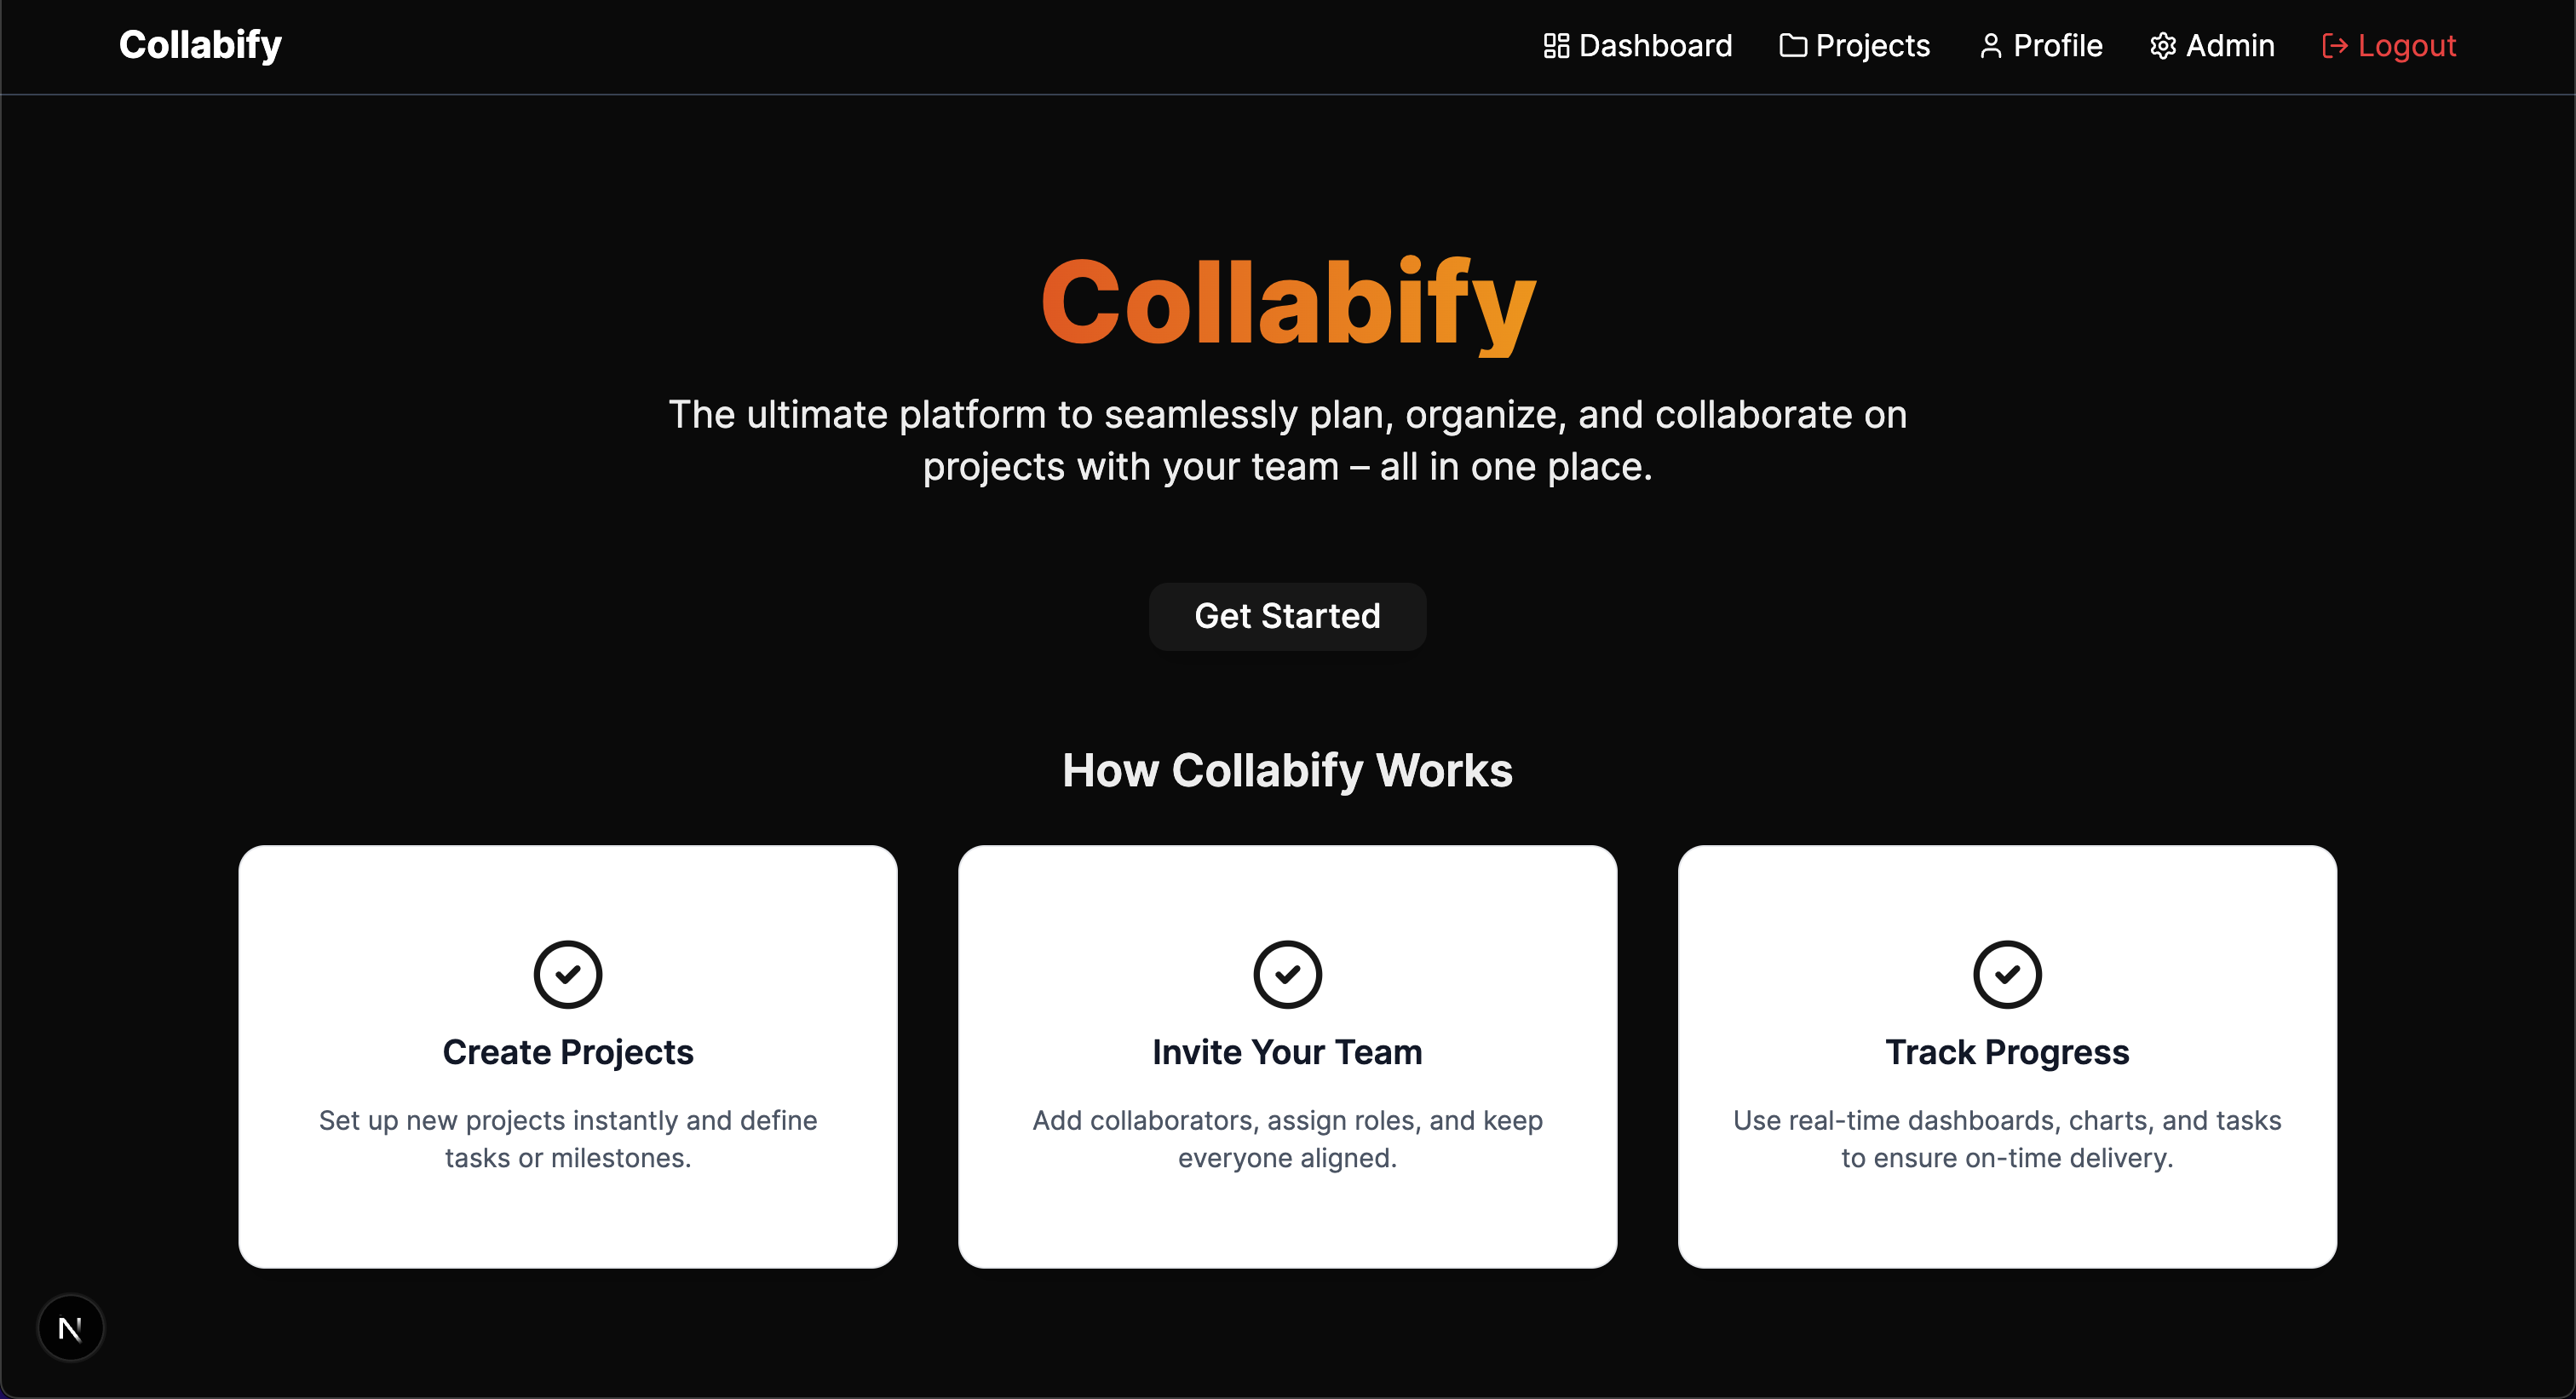 Collabify
Dashboard
Projects
Profile
Admin
Logout
Collabify
The ultimate platform to seamlessly plan, organize, and collaborate on
projects with your team – all in one place.
Get Started
How Collabify Works
Create Projects
Set up new projects instantly and define
tasks or milestones.
Invite Your Team
Add collaborators, assign roles, and keep
everyone aligned.
Track Progress
Use real-time dashboards, charts, and tasks
to ensure on-time delivery.
N